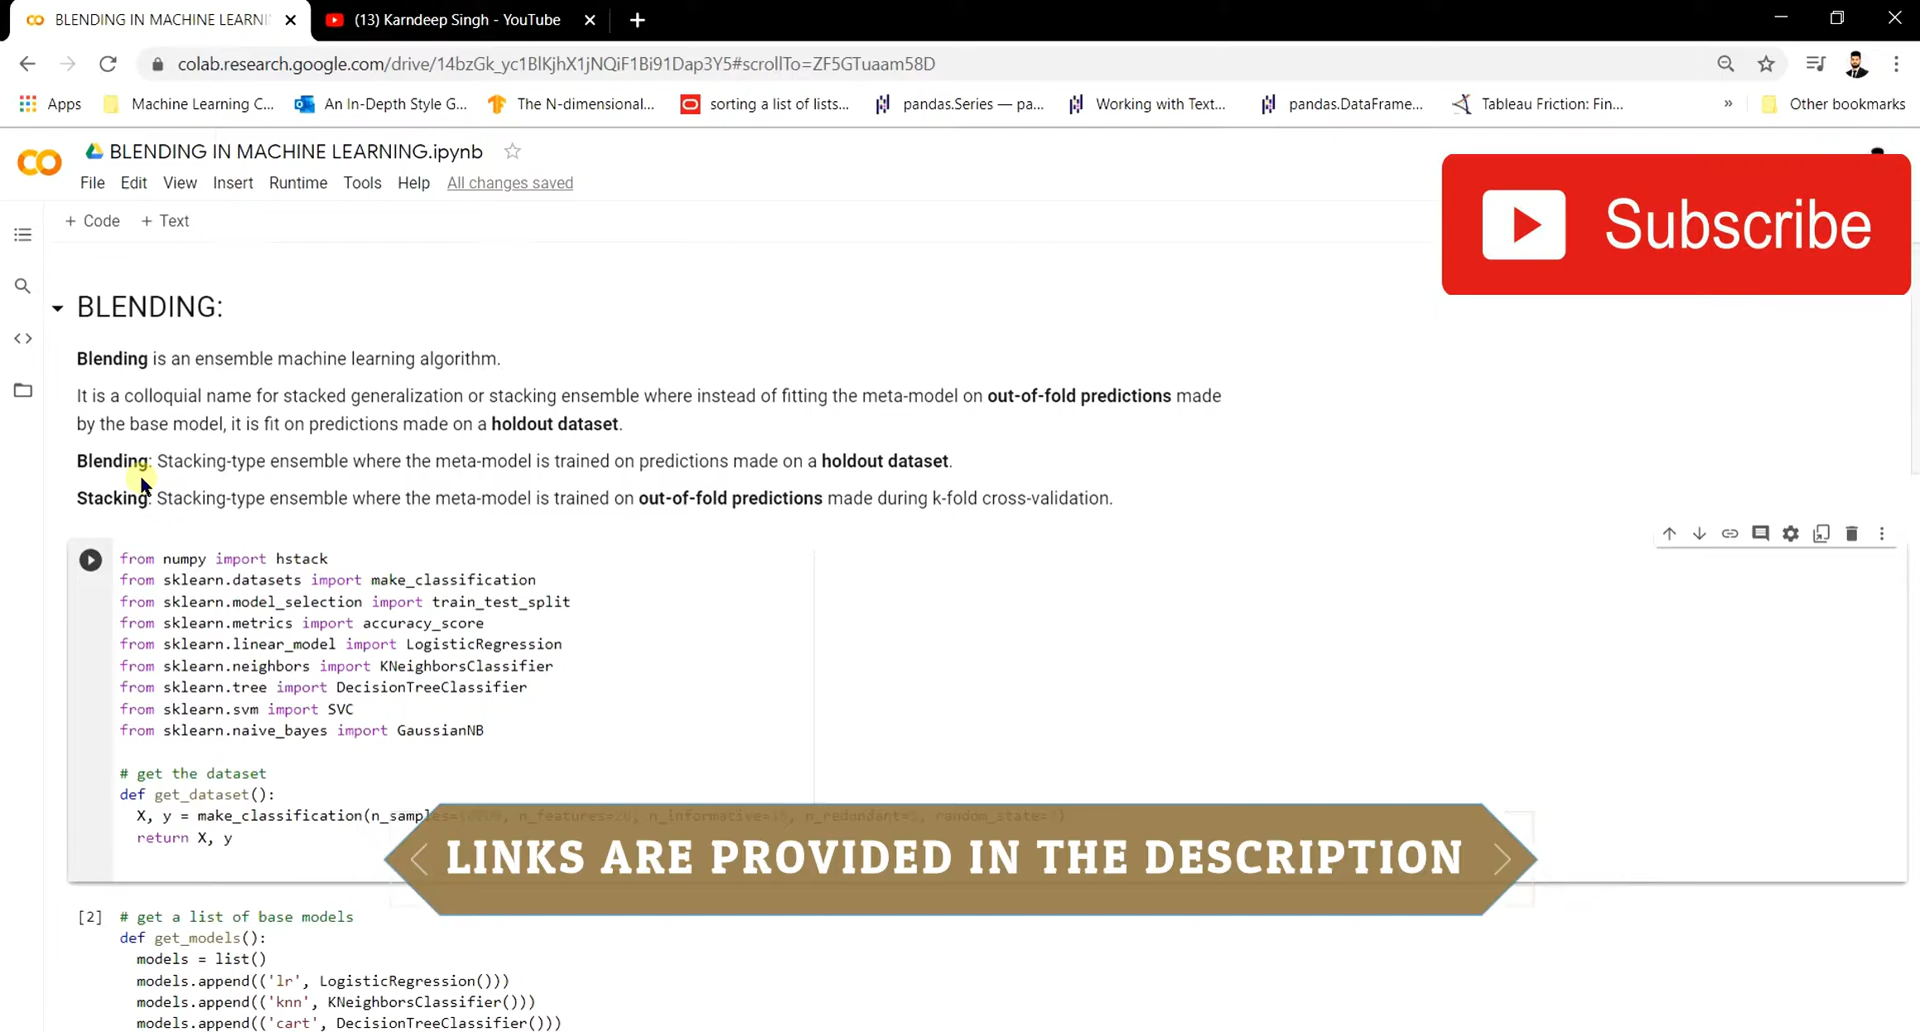 BLENDING IN MACHINE LEARNI
(13) Karndeep Singh - YouTube
colab.research.google.com/drive/14bzGk_yc1BlKjhX1jNQiF1Bi91Dap3Y5#scrollTo=ZF5GTuaam58D
Apps Machine Learning C... An In-Depth Style G... The N-dimensional... sorting a list of lists... pandas.Series — pa... Working with Text... pandas.DataFrame... Tableau Friction: Fin... » Other bookmarks
BLENDING IN MACHINE LEARNING.ipynb
File Edit View Insert Runtime Tools Help All changes saved
Subscribe
+ Code + Text
BLENDING:
Blending is an ensemble machine learning algorithm.
It is a colloquial name for stacked generalization or stacking ensemble where instead of fitting the meta-model on out-of-fold predictions made
by the base model, it is fit on predictions made on a holdout dataset.
Blending: Stacking-type ensemble where the meta-model is trained on predictions made on a holdout dataset.
Stacking: Stacking-type ensemble where the meta-model is trained on out-of-fold predictions made during k-fold cross-validation.
from numpy import hstack
from sklearn.datasets import make_classification
from sklearn.model_selection import train_test_split
from sklearn.metrics import accuracy_score
from sklearn.linear_model import LogisticRegression
from sklearn.neighbors import KNeighborsClassifier
from sklearn.tree import DecisionTreeClassifier
from sklearn.svm import SVC
from sklearn.naive_bayes import GaussianNB
# get the dataset
def get_dataset():
X, y = make_classification(n_samples=10000, n_features=20, n_informative=15, n_redundant=5, random_state=7)
return X, y
LINKS ARE PROVIDED IN THE DESCRIPTION
[2] # get a list of base models
def get_models():
models = list()
models.append(('lr', LogisticRegression()))
models.append(('knn', KNeighborsClassifier()))
models.append(('cart', DecisionTreeClassifier()))